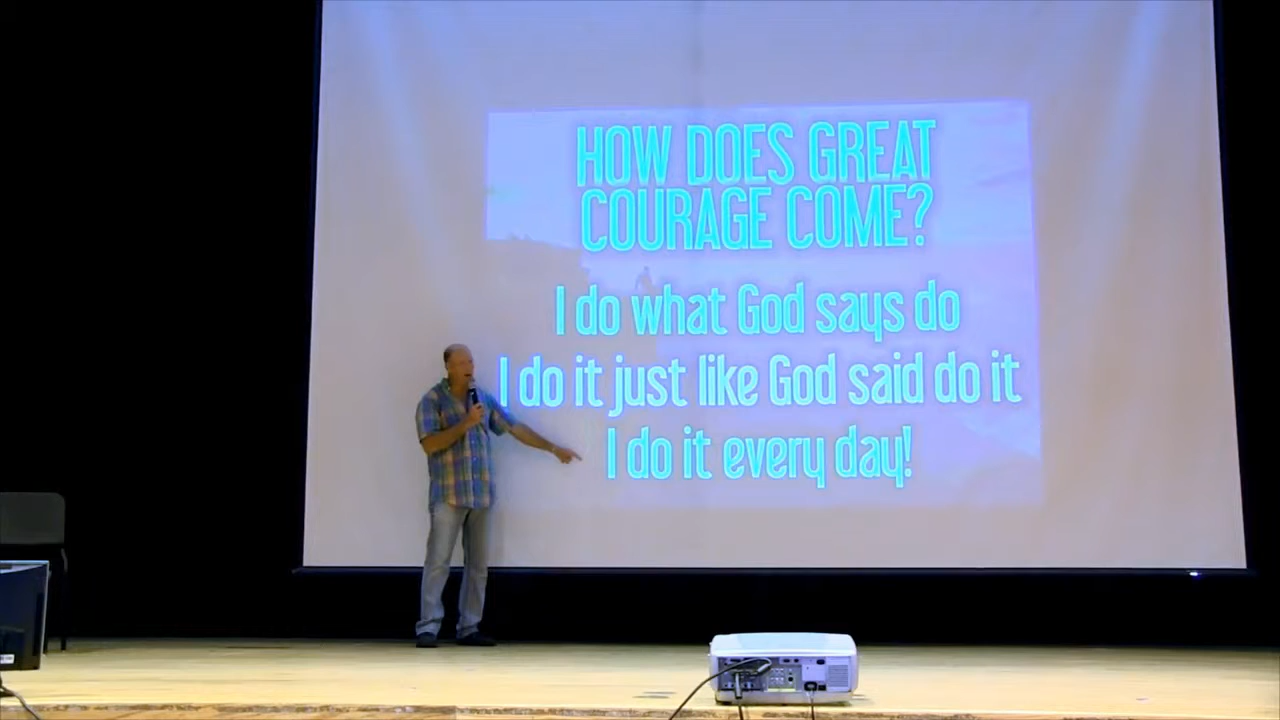 HOW DOES GREAT
COURAGE COME?
I do what God says do
I do it just like God said do it
I do it every day!